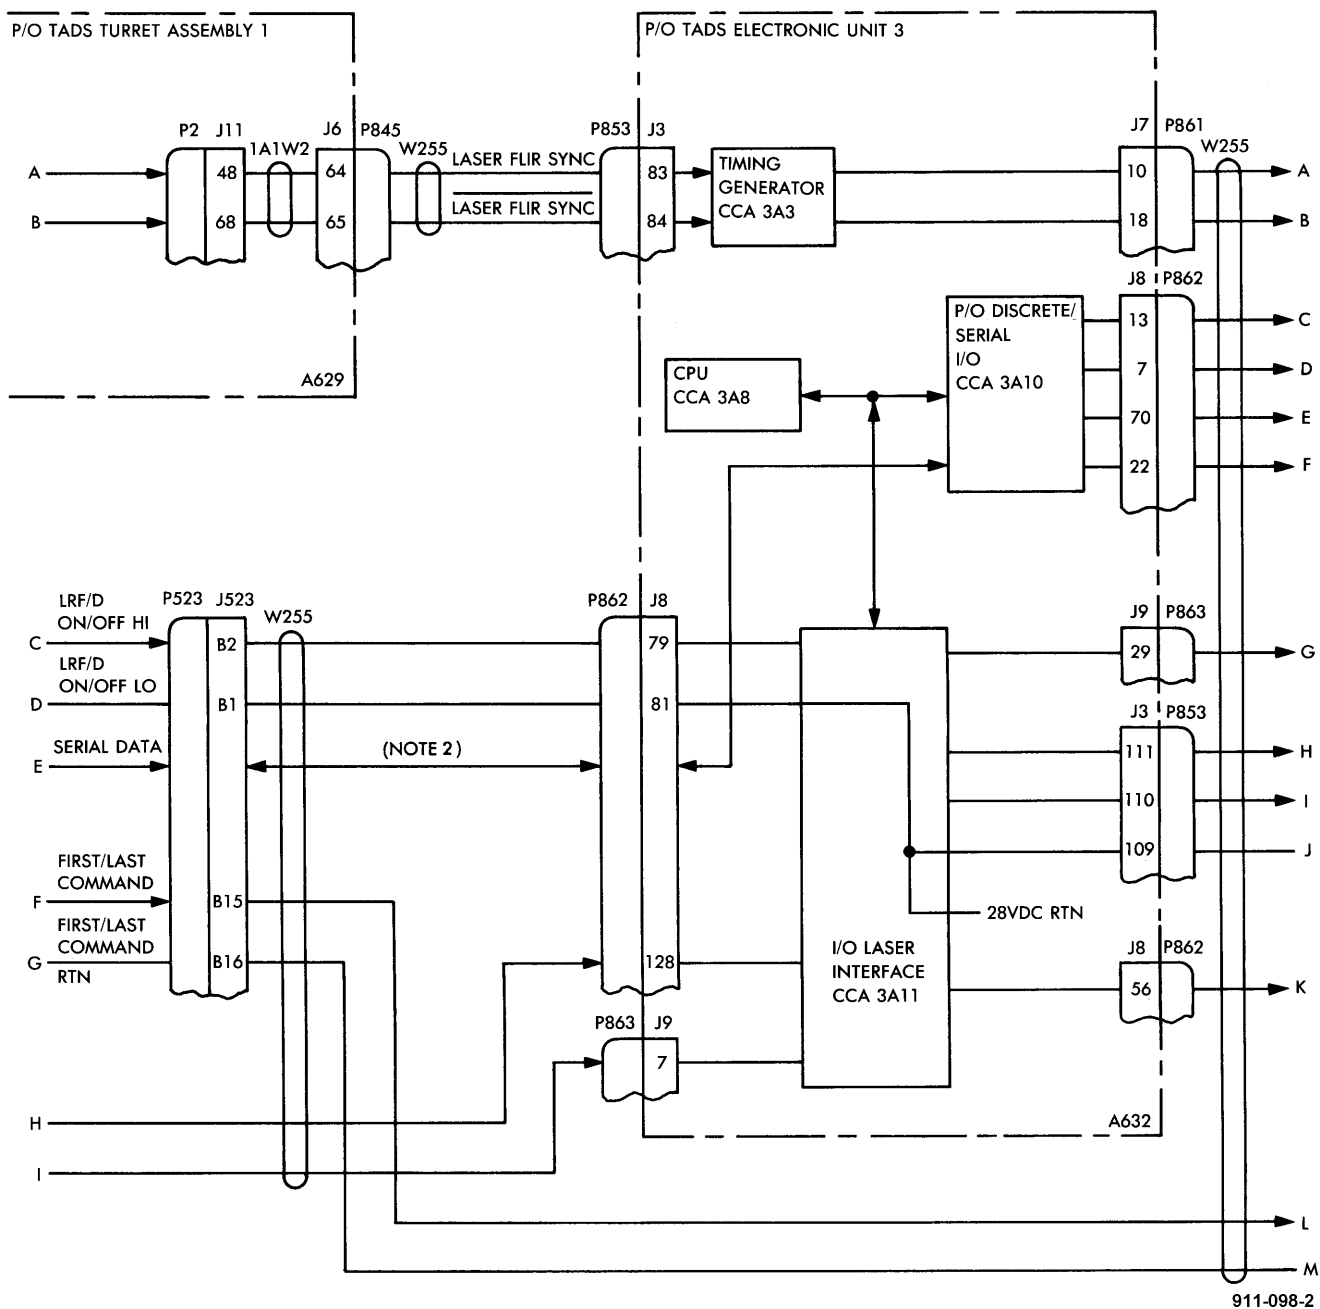 P/O TADS TURRET ASSEMBLY 1
P/O TADS ELECTRONIC UNIT 3
P2 J11
1A1W2
J6 P845
W255
LASER FLIR SYNC
LASER FLIR SYNC
P853 J3
J7 P861
W255
A
B
48
68
64
65
83
84
TIMING
GENERATOR
CCA 3A3
10
18
A
B
J8 P862
P/O DISCRETE/
SERIAL
I/O
CCA 3A10
13
7
70
22
C
D
E
F
CPU
CCA 3A8
A629
LRF/D
ON/OFF HI
C
LRF/D
ON/OFF LO
D
SERIAL DATA
E
FIRST/LAST
COMMAND
F
FIRST/LAST
COMMAND
G
RTN
P523 J523
W255
B2
B1
(NOTE 2)
B15
B16
P862 J8
79
81
128
P863 J9
7
I/O LASER
INTERFACE
CCA 3A11
28VDC RTN
J9 P863
29
G
J3 P853
111
110
109
H
I
J
J8 P862
56
K
A632
H
I
L
M
911-098-2